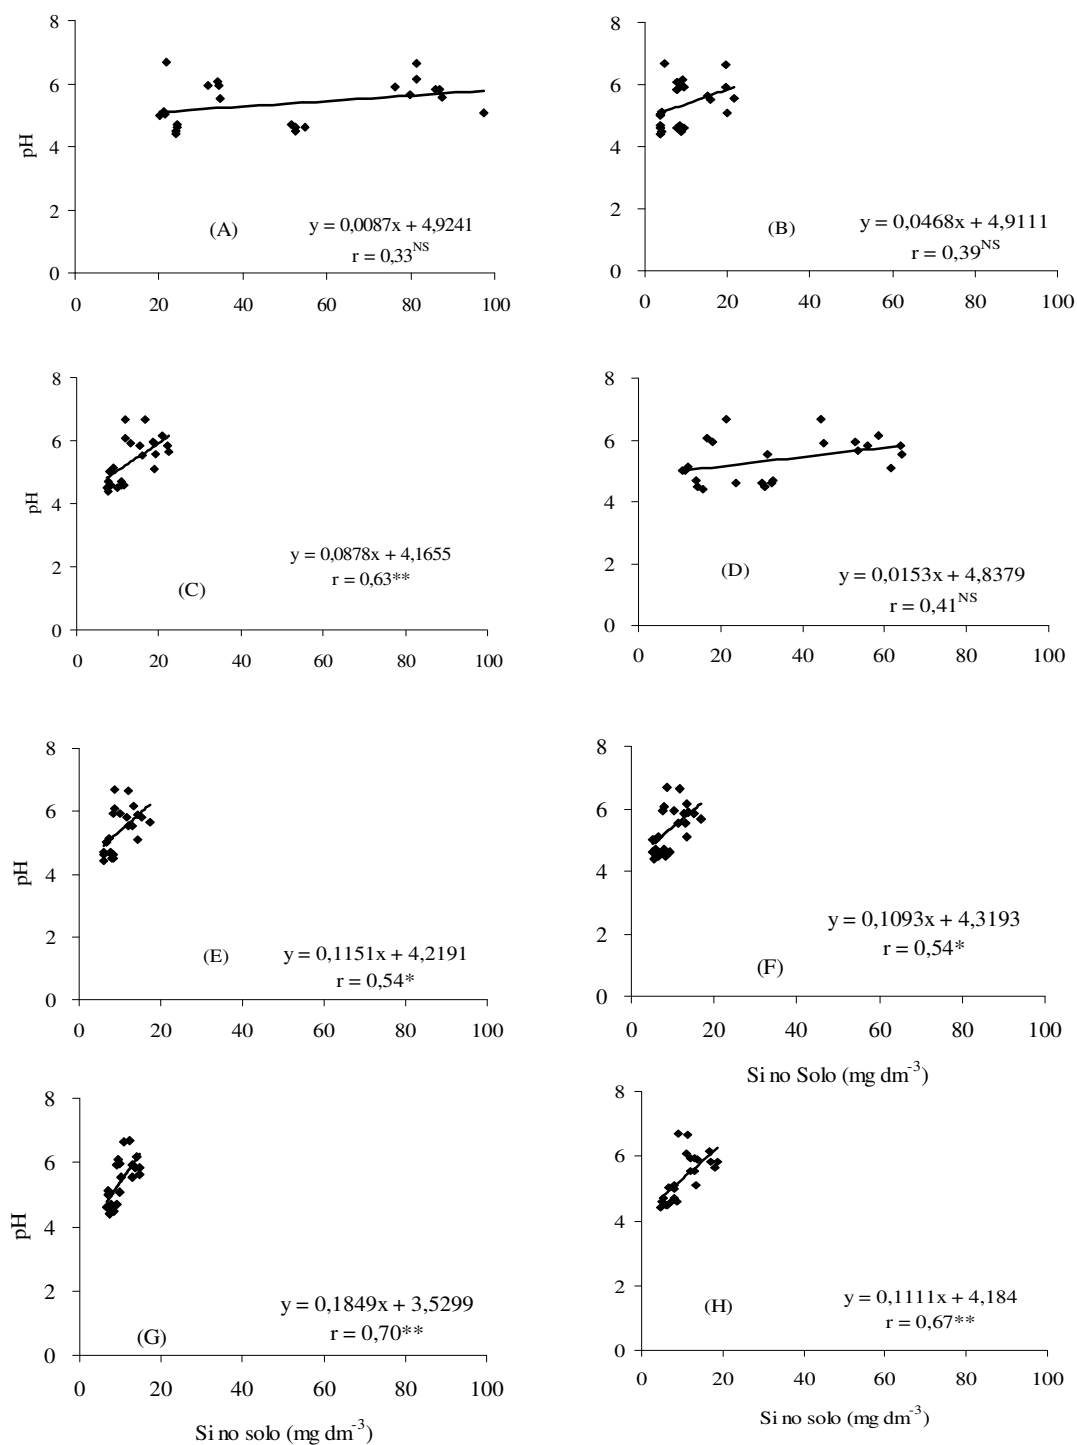 8
6
4
2
0
pH
0 20 40 60 80 100
(A)
y = 0,0087x + 4,9241
r = 0,33NS
8
6
4
2
0
0 20 40 60 80 100
(B)
y = 0,0468x + 4,9111
r = 0,39NS
8
6
4
2
0
pH
0 20 40 60 80 100
(C)
y = 0,0878x + 4,1655
r = 0,63**
8
6
4
2
0
0 20 40 60 80 100
(D)
y = 0,0153x + 4,8379
r = 0,41NS
8
6
4
2
0
pH
0 20 40 60 80 100
(E)
y = 0,1151x + 4,2191
r = 0,54*
8
6
4
2
0
0 20 40 60 80 100
(F)
y = 0,1093x + 4,3193
r = 0,54*
Si no Solo (mg dm-3)
8
6
4
2
0
pH
0 20 40 60 80 100
(G)
y = 0,1849x + 3,5299
r = 0,70**
Si no solo (mg dm-3)
8
6
4
2
0
0 20 40 60 80 100
(H)
y = 0,1111x + 4,184
r = 0,67**
Si no solo (mg dm-3)